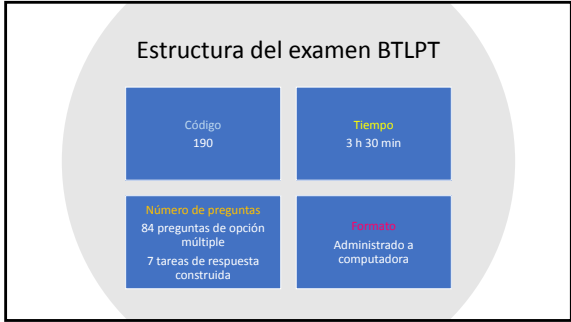 Estructura del examen BTLPT
Código
190
Tiempo
3 h 30 min
Número de preguntas
84 preguntas de opción
múltiple
7 tareas de respuesta
construida
Formato
Administrado a
computadora